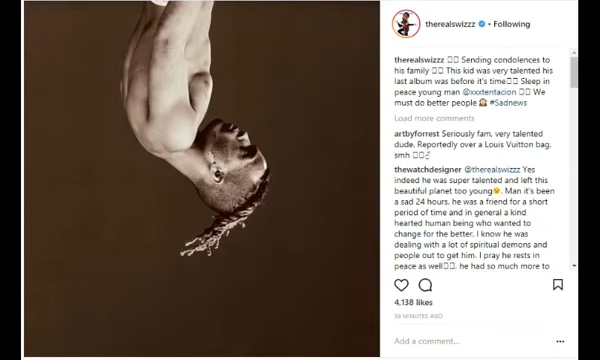 therealswizzz • Following
therealswizzz Sending condolences to
his family This kid was very talented his
last album was before it's time Sleep in
peace young man @xxxtentacion We
must do better people #Sadnews
Load more comments
artbyforrest Seriously fam, very talented
dude. Reportedly over a Louis Vuitton bag,
smh
thewatchdesigner @therealswizzz Yes
indeed he was super talented and left this
beautiful planet too young. Man it's been
a sad 24 hours, he was a friend for a short
period of time and in general a kind
hearted human being who wanted to
change for the better. I know he was
dealing with a lot of spiritual demons and
people out to get him. I pray he rests in
peace as well, he had so much more to
4,138 likes
58 MINUTES AGO
Add a comment...